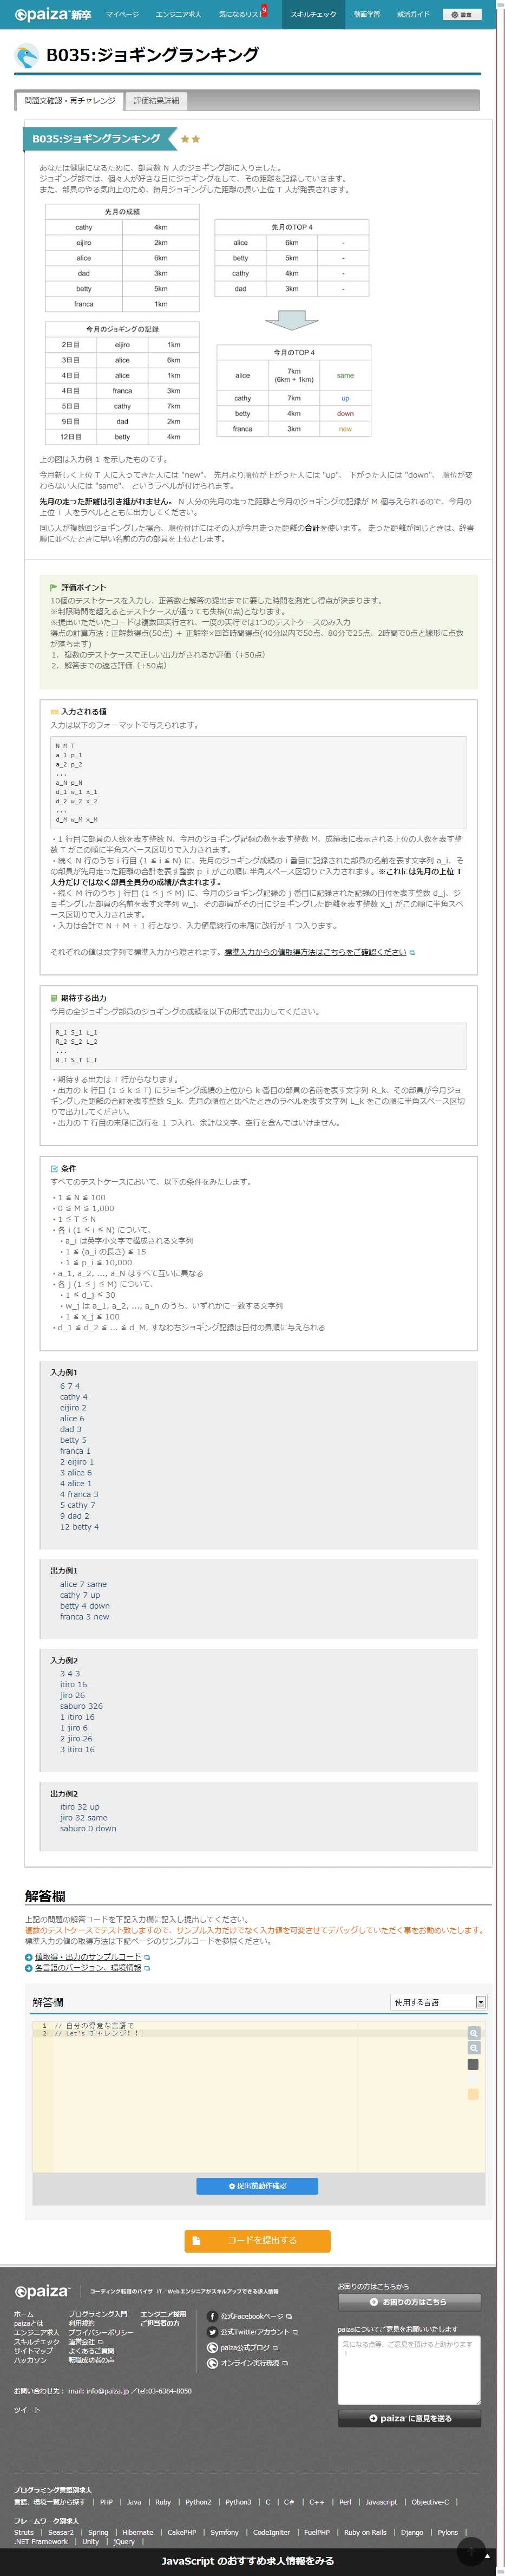 paiza新卒 マイページ エンジニア求人 気になるリスト 9 スキルチェック 動画学習 就活ガイド 設定
B035:ジョギングランキング
問題文確認・再チャレンジ 評価結果詳細
B035:ジョギングランキング ★★
あなたは健康になるために、部員数 N 人のジョギング部に入りました。
ジョギング部では、個々人が好きな日にジョギングをして、その距離を記録していきます。
また、部員のやる気向上のため、毎月ジョギングした距離の長い上位 T 人が発表されます。
先月の成績
cathy 4km
eijiro 2km
alice 6km
dad 3km
betty 5km
franca 1km
先月のTOP 4
alice 6km -
betty 5km -
cathy 4km -
dad 3km -
今月のジョギングの記録
2日目 eijiro 1km
3日目 alice 6km
4日目 alice 1km
4日目 franca 3km
5日目 cathy 7km
9日目 dad 2km
12日目 betty 4km
今月のTOP 4
alice 7km (6km + 1km) same
cathy 7km up
betty 4km down
franca 3km new
上の図は入力例 1 を示したものです。
今月新しく上位 T 人に入ってきた人には "new"、 先月より順位が上がった人には "up"、 下がった人には "down"、 順位が変
わらない人には "same"、 というラベルが付けられます。
先月の走った距離は引き継がれません。 N 人分の先月の走った距離と今月のジョギングの記録が M 個与えられるので、今月の
上位 T 人をラベルとともに出力してください。
同じ人が複数回ジョギングした場合、順位付けにはその人が今月走った距離の合計を使います。 走った距離が同じときは、辞書
順に並べたときに早い名前の方の部員を上位とします。
評価ポイント
10個のテストケースを入力し、正答数と解答の提出までに要した時間を測定し得点が決まります。
※制限時間を超えるとテストケースが通っても失格(0点)となります。
※提出いただいたコードは複数回実行され、一度の実行では1つのテストケースのみ入力
得点の計算方法：正解数得点(50点) + 正解率×回答時間得点(40分以内で50点、80分で25点、2時間で0点と線形に点数
が落ちます)
1．複数のテストケースで正しい出力がされるか評価（+50点）
2．解答までの速さ評価（+50点）
入力される値
入力は以下のフォーマットで与えられます。
N M T
a_1 p_1
a_2 p_2
...
a_N p_N
d_1 w_1 x_1
d_2 w_2 x_2
...
d_M w_M x_M
・1 行目に部員の人数を表す整数 N、今月のジョギング記録の数を表す整数 M、成績表に表示される上位の人数を表す整
数 T がこの順に半角スペース区切りで入力されます。
・続く N 行のうち i 行目 (1 ≦ i ≦ N) に、先月のジョギング成績の i 番目に記録された部員の名前を表す文字列 a_i、そ
の部員が先月走った距離の合計を表す整数 p_i がこの順に半角スペース区切りで入力されます。※これには先月の上位 T
人分だけではなく部員全員分の成績が含まれます。
・続く M 行のうち j 行目 (1 ≦ j ≦ M) に、今月のジョギング記録の j 番目に記録された記録の日付を表す整数 d_j、ジ
ョギングした部員の名前を表す文字列 w_j、その部員がその日にジョギングした距離を表す整数 x_j がこの順に半角スペ
ース区切りで入力されます。
・入力は合計で N + M + 1 行となり、入力値最終行の末尾に改行が 1 つ入ります。
それぞれの値は文字列で標準入力から渡されます。標準入力からの値取得方法はこちらをご確認ください
期待する出力
今月の全ジョギング部員のジョギングの成績を以下の形式で出力してください。
R_1 S_1 L_1
R_2 S_2 L_2
...
R_T S_T L_T
・期待する出力は T 行からなります。
・出力の k 行目 (1 ≦ k ≦ T) にジョギング成績の上位から k 番目の部員の名前を表す文字列 R_k、その部員が今月ジョ
ギングした距離の合計を表す整数 S_k、先月の順位と比べたときのラベルを表す文字列 L_k をこの順に半角スペース区切
りで出力してください。
・出力の T 行目の末尾に改行を 1 つ入れ、余計な文字、空行を含んではいけません。
条件
すべてのテストケースにおいて、以下の条件をみたします。
・1 ≦ N ≦ 100
・0 ≦ M ≦ 1,000
・1 ≦ T ≦ N
・各 i (1 ≦ i ≦ N) について、
・a_i は英字小文字で構成される文字列
・1 ≦ (a_i の長さ) ≦ 15
・1 ≦ p_i ≦ 10,000
・a_1, a_2, ..., a_N はすべて互いに異なる
・各 j (1 ≦ j ≦ M) について、
・1 ≦ d_j ≦ 30
・w_j は a_1, a_2, ..., a_n のうち、いずれかに一致する文字列
・1 ≦ x_j ≦ 100
・d_1 ≦ d_2 ≦ ... ≦ d_M, すなわちジョギング記録は日付の昇順に与えられる
入力例1
6 7 4
cathy 4
eijiro 2
alice 6
dad 3
betty 5
franca 1
2 eijiro 1
3 alice 6
4 alice 1
4 franca 3
5 cathy 7
9 dad 2
12 betty 4
出力例1
alice 7 same
cathy 7 up
betty 4 down
franca 3 new
入力例2
3 4 3
itiro 16
jiro 26
saburo 326
1 itiro 16
1 jiro 6
2 jiro 26
3 itiro 16
出力例2
itiro 32 up
jiro 32 same
saburo 0 down
解答欄
上記の問題の解答コードを下記入力欄に記入し提出してください。
複数のテストケースでテスト致しますので、サンプル入力だけでなく入力値を可変させてデバッグしていただく事をお勧めいたします。
標準入力の値の取得方法は下記ページのサンプルコードを参照ください。
値取得・出力のサンプルコード
各言語のバージョン、環境情報
解答欄 使用する言語
1 // 自分の得意な言語で
2 // Let's チャレンジ！！
提出前動作確認
コードを提出する
paiza コーディング転職のパイザ IT／Webエンジニアがスキルアップできる求人情報
ホーム プログラミング入門 エンジニア採用
paizaとは 利用規約 ご担当者の方
エンジニア求人 プライバシーポリシー
スキルチェック 運営会社
サイトマップ よくあるご質問
ハッカソン 転職成功者の声
公式Facebookページ
公式Twitterアカウント
paiza公式ブログ
オンライン実行環境
お困りの方はこちらから
お困りの方はこちら
paizaについてご意見をお願いいたします
気になる点等、ご意見を頂けると助かります
！
paiza に意見を送る
お問い合わせ先： mail: info@paiza.jp ／tel:03-6384-8050
ツイート
プログラミング言語別求人
言語、環境一覧から探す | PHP | Java | Ruby | Python2 | Python3 | C | C# | C++ | Perl | Javascript | Objective-C |
フレームワーク別求人
Struts | Seasar2 | Spring | Hibernate | CakePHP | Symfony | CodeIgniter | FuelPHP | Ruby on Rails | Django | Pylons |
.NET Framework | Unity | jQuery |
JavaScript のおすすめ求人情報をみる